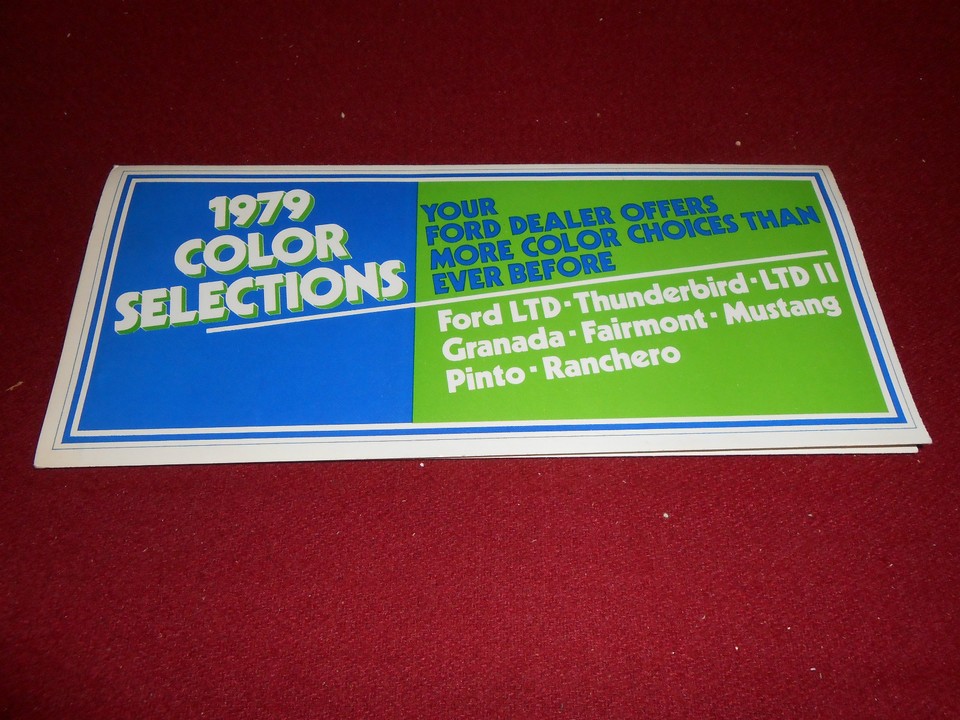 1979
COLOR
SELECTIONS
YOUR
FORD DEALER OFFERS
MORE COLOR CHOICES THAN
EVER BEFORE
Ford LTD · Thunderbird · LTD II
Granada · Fairmont · Mustang
Pinto · Ranchero